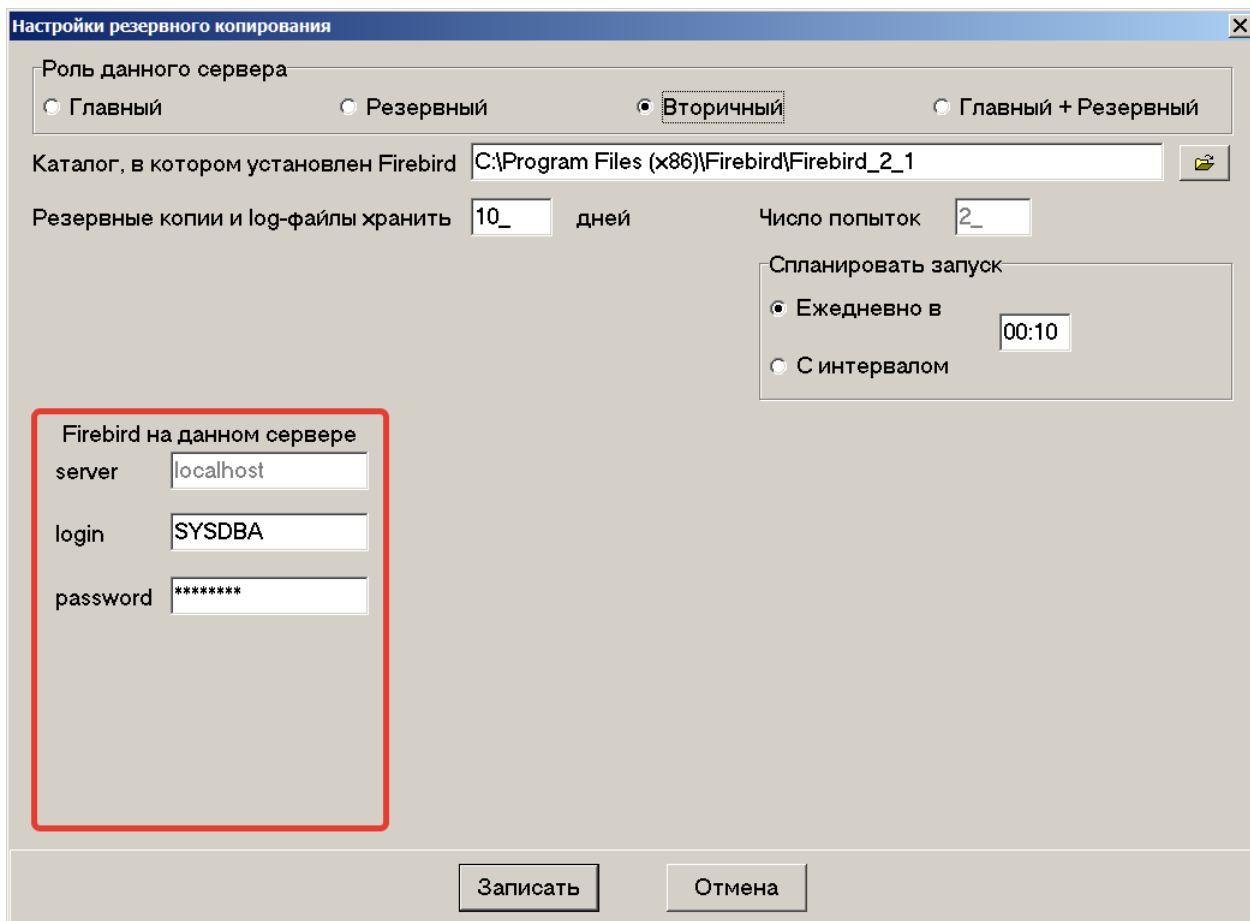 Настройки резервного копирования
Роль данного сервера
Главный Резервный Вторичный Главный + Резервный
Каталог, в котором установлен Firebird C:\Program Files (x86)\Firebird\Firebird_2_1
Резервные копии и log-файлы хранить 10_ дней Число попыток 2_
Спланировать запуск
Ежедневно в
00:10
С интервалом
Firebird на данном сервере
server localhost
login SYSDBA
password ********
Записать Отмена